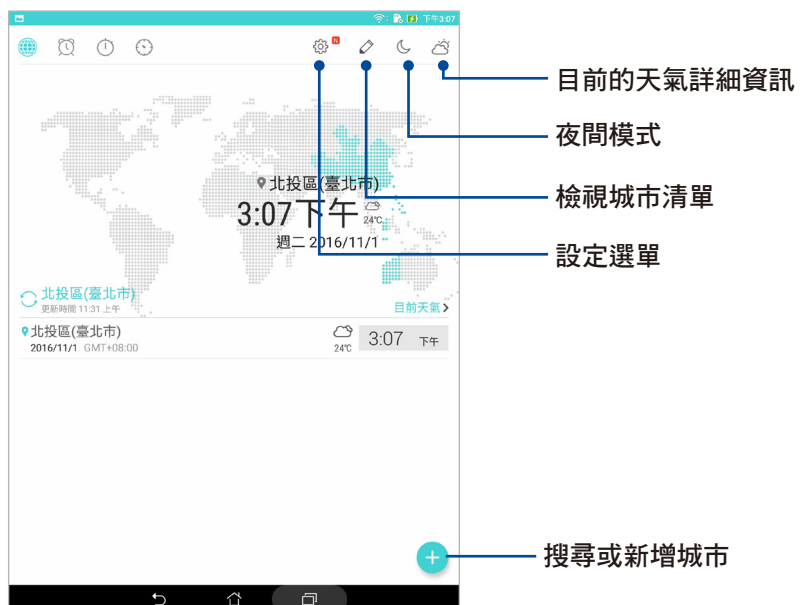 下午3:07
N
目前的天氣詳細資訊
夜間模式
檢視城市清單
設定選單
北投區(臺北市)
3:07下午
24℃
週二 2016/11/1
北投區(臺北市)
更新時間 11:31 上午
目前天氣
北投區(臺北市)
2016/11/1 GMT+08:00
24℃
3:07 下午
搜尋或新增城市